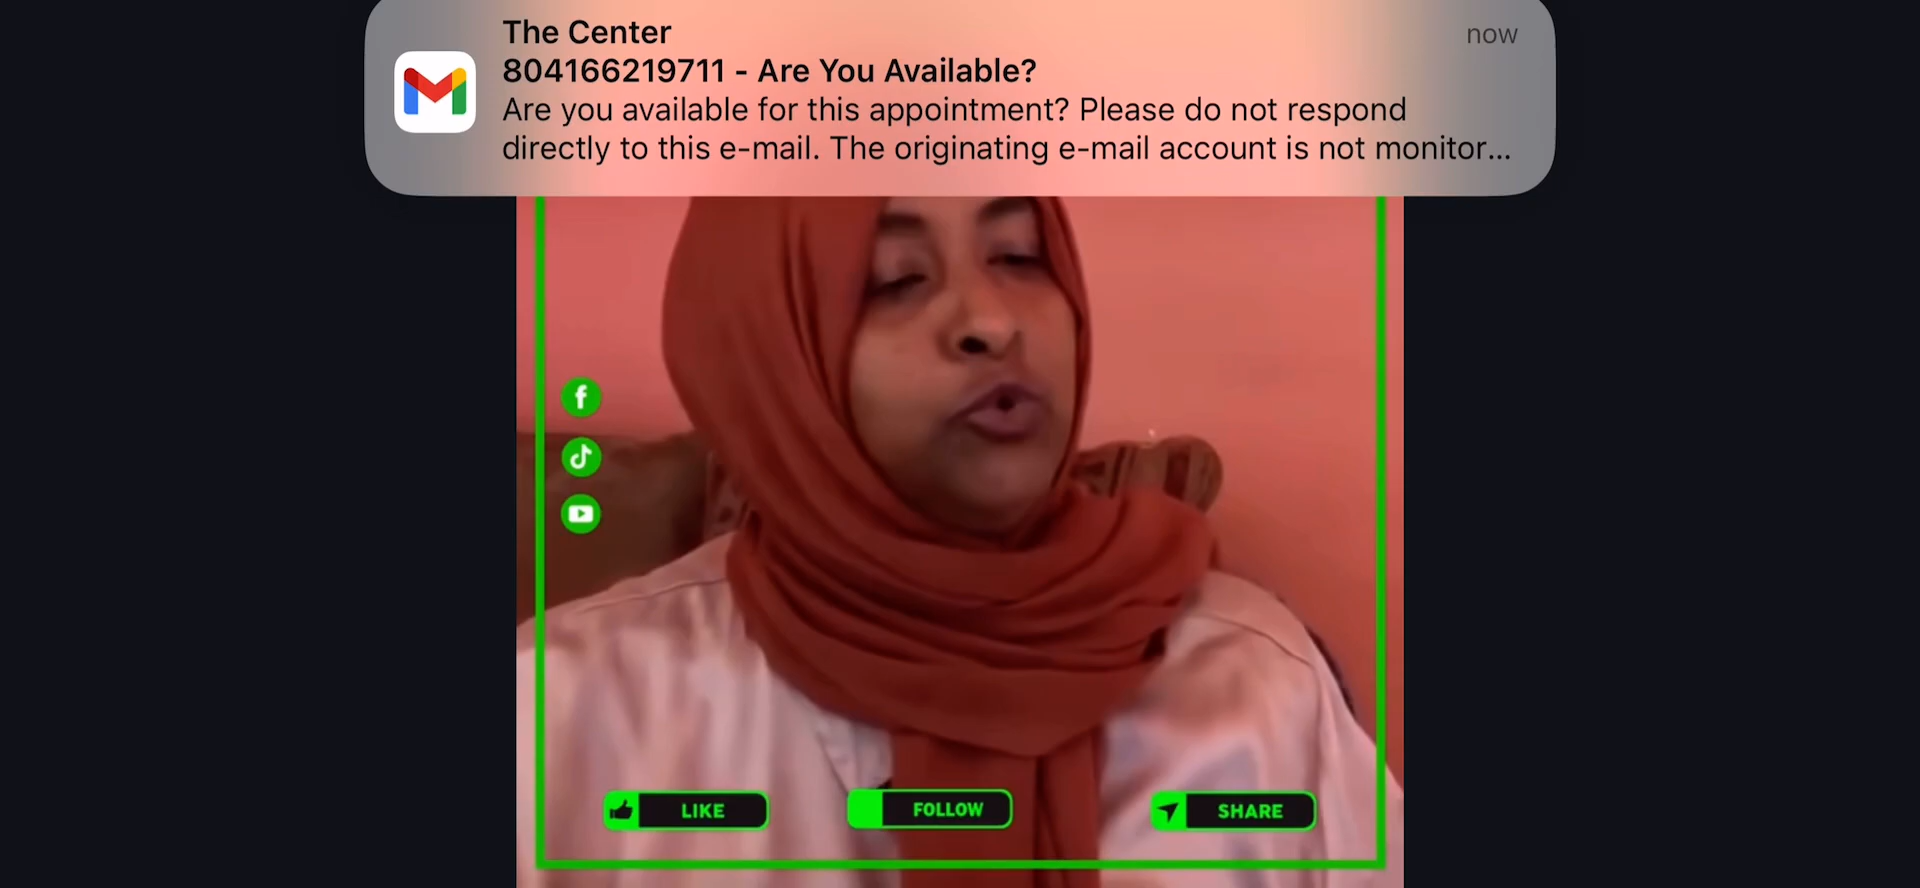 The Center
now
804166219711 - Are You Available?
Are you available for this appointment? Please do not respond
directly to this e-mail. The originating e-mail account is not monitor...
LIKE
FOLLOW
SHARE